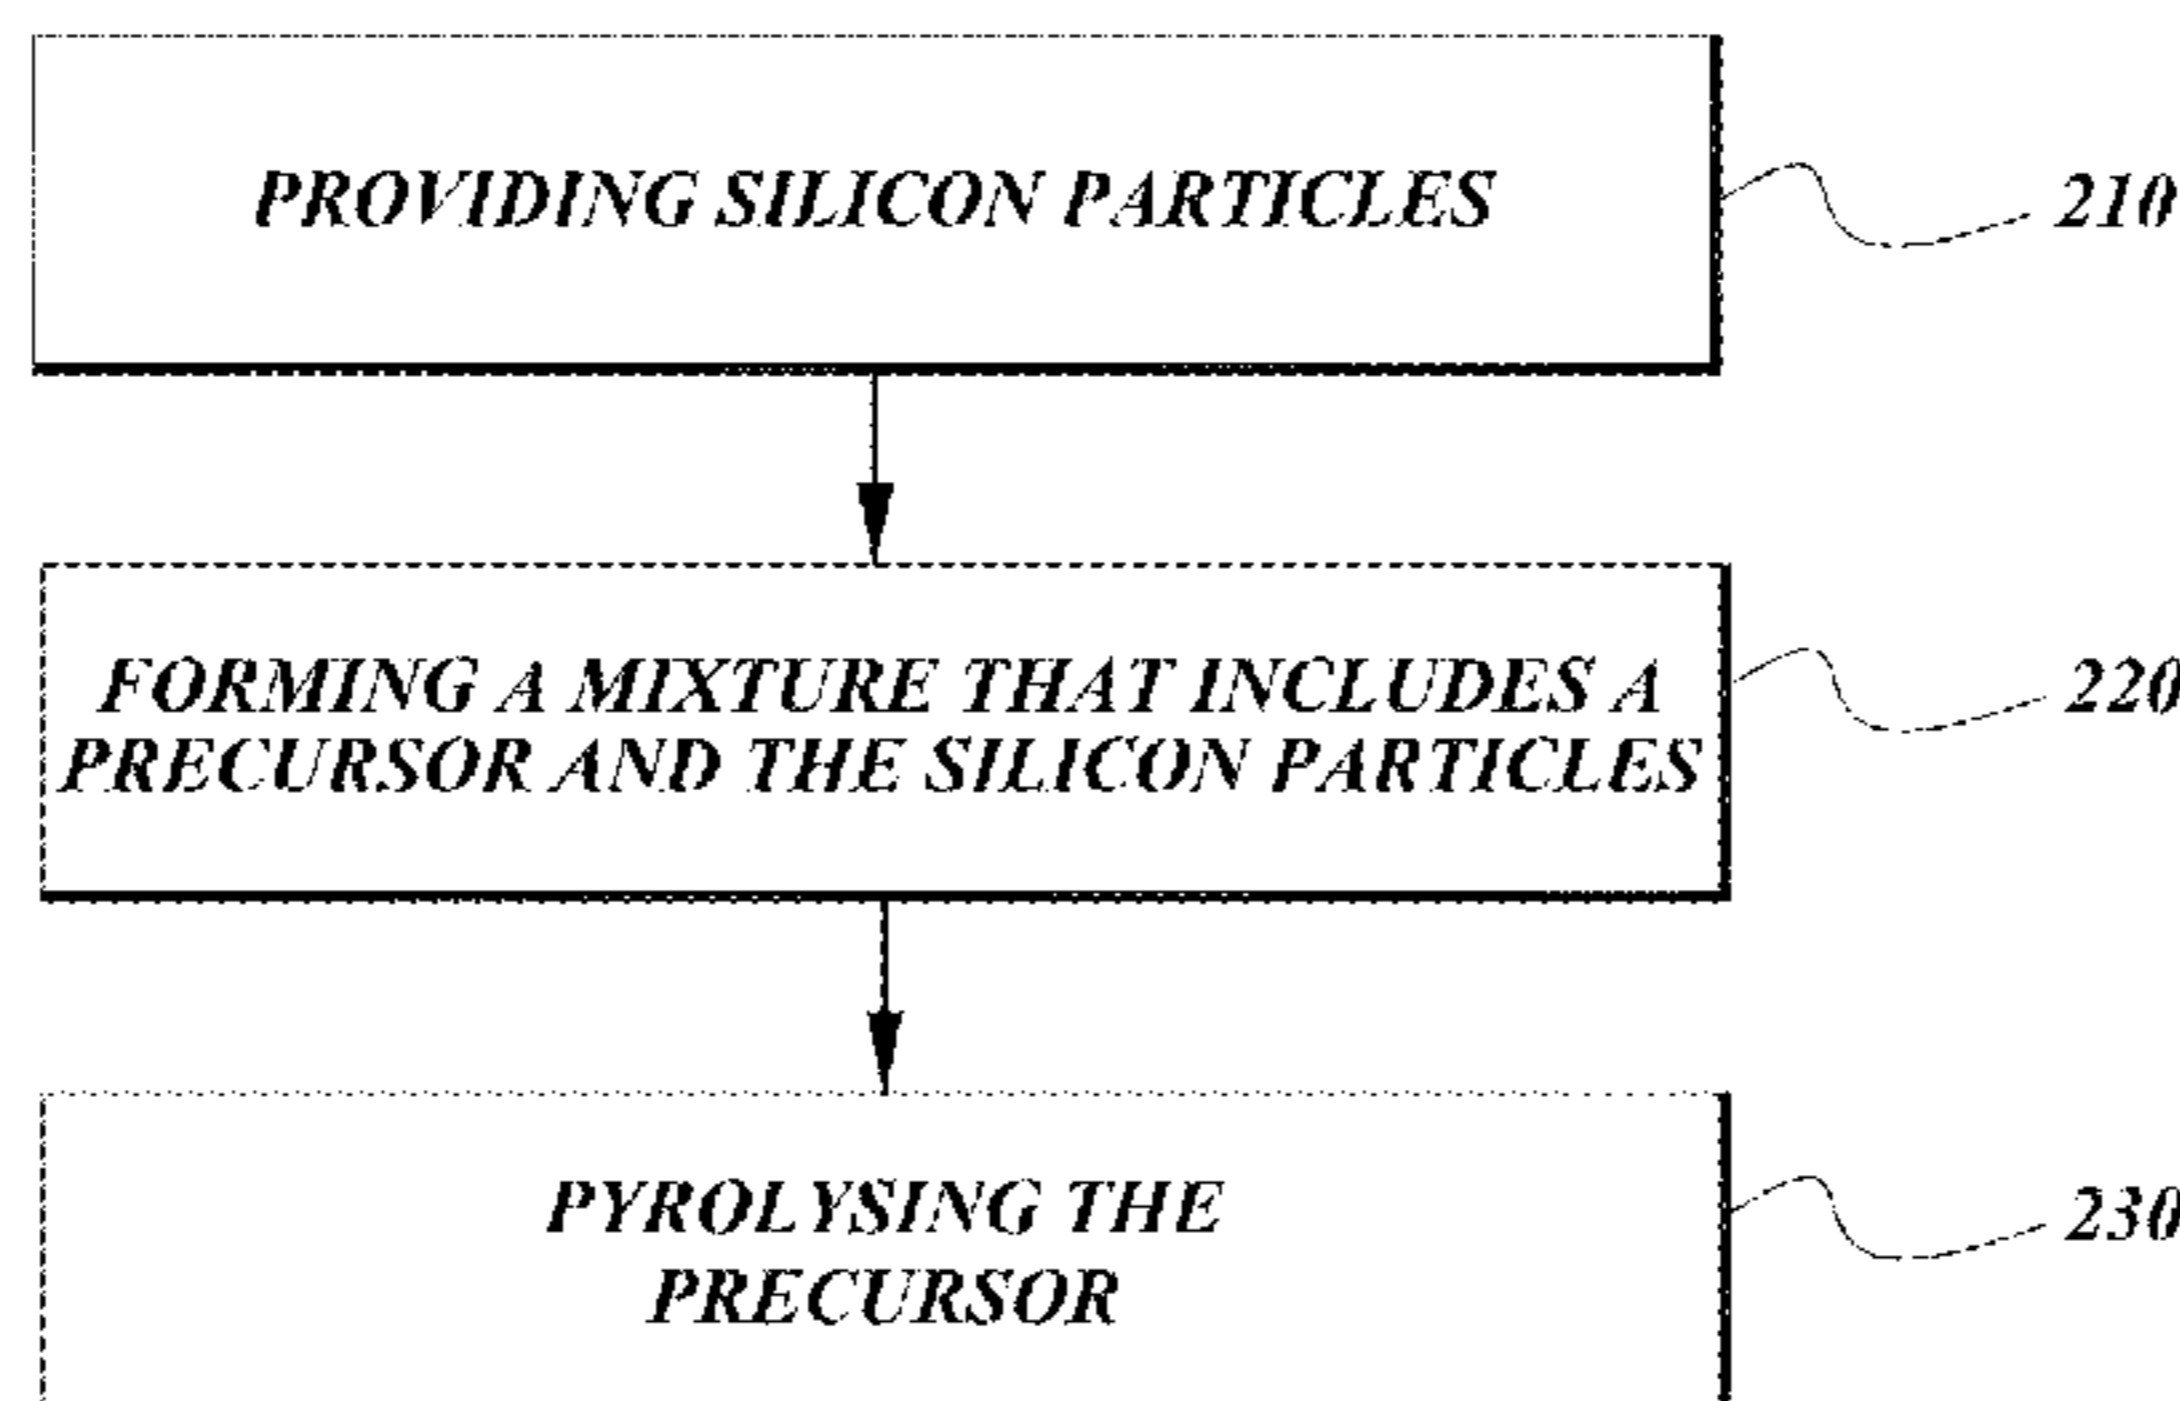 PROVIDING SILICON PARTICLES
210
FORMING A MIXTURE THAT INCLUDES A
PRECURSOR AND THE SILICON PARTICLES
220
PYROLYSING THE
PRECURSOR
230